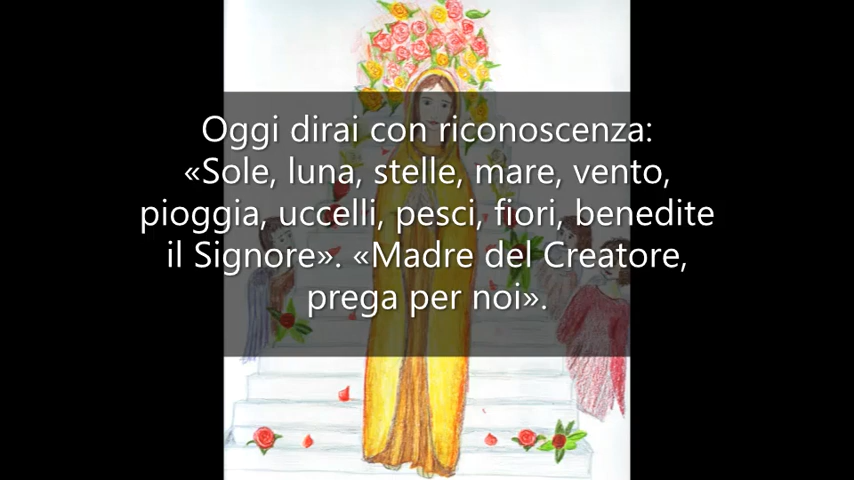 Oggi dirai con riconoscenza:
«Sole, luna, stelle, mare, vento,
pioggia, uccelli, pesci, fiori, benedite
il Signore». «Madre del Creatore,
prega per noi».